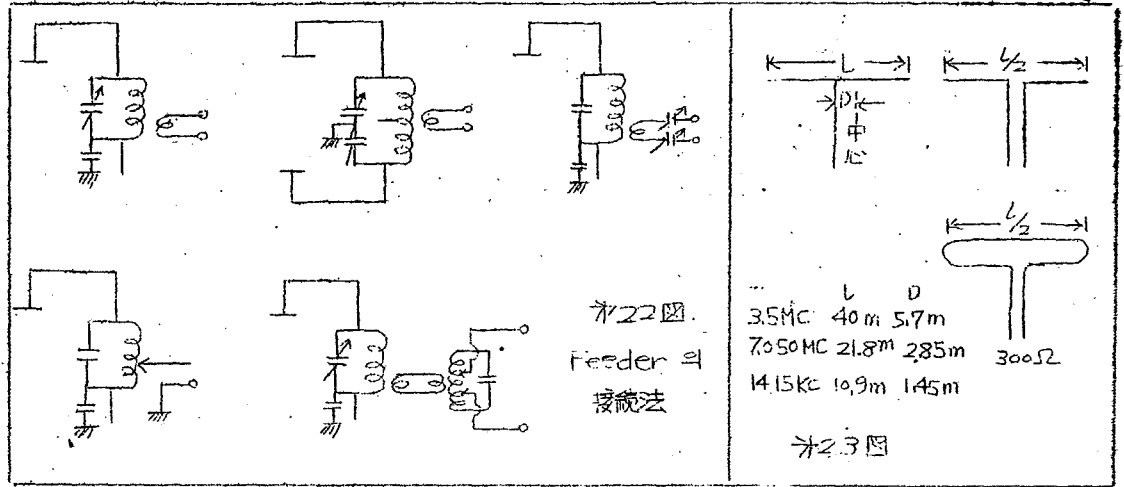 第22図.
Feeder 의
接続法
L
D
中心
L/2
L/2
L D
3.5MC 40m 5.7m
7.050MC 21.8m 2.85m
14.15KC 10.9m 1.45m
300Ω
第23図